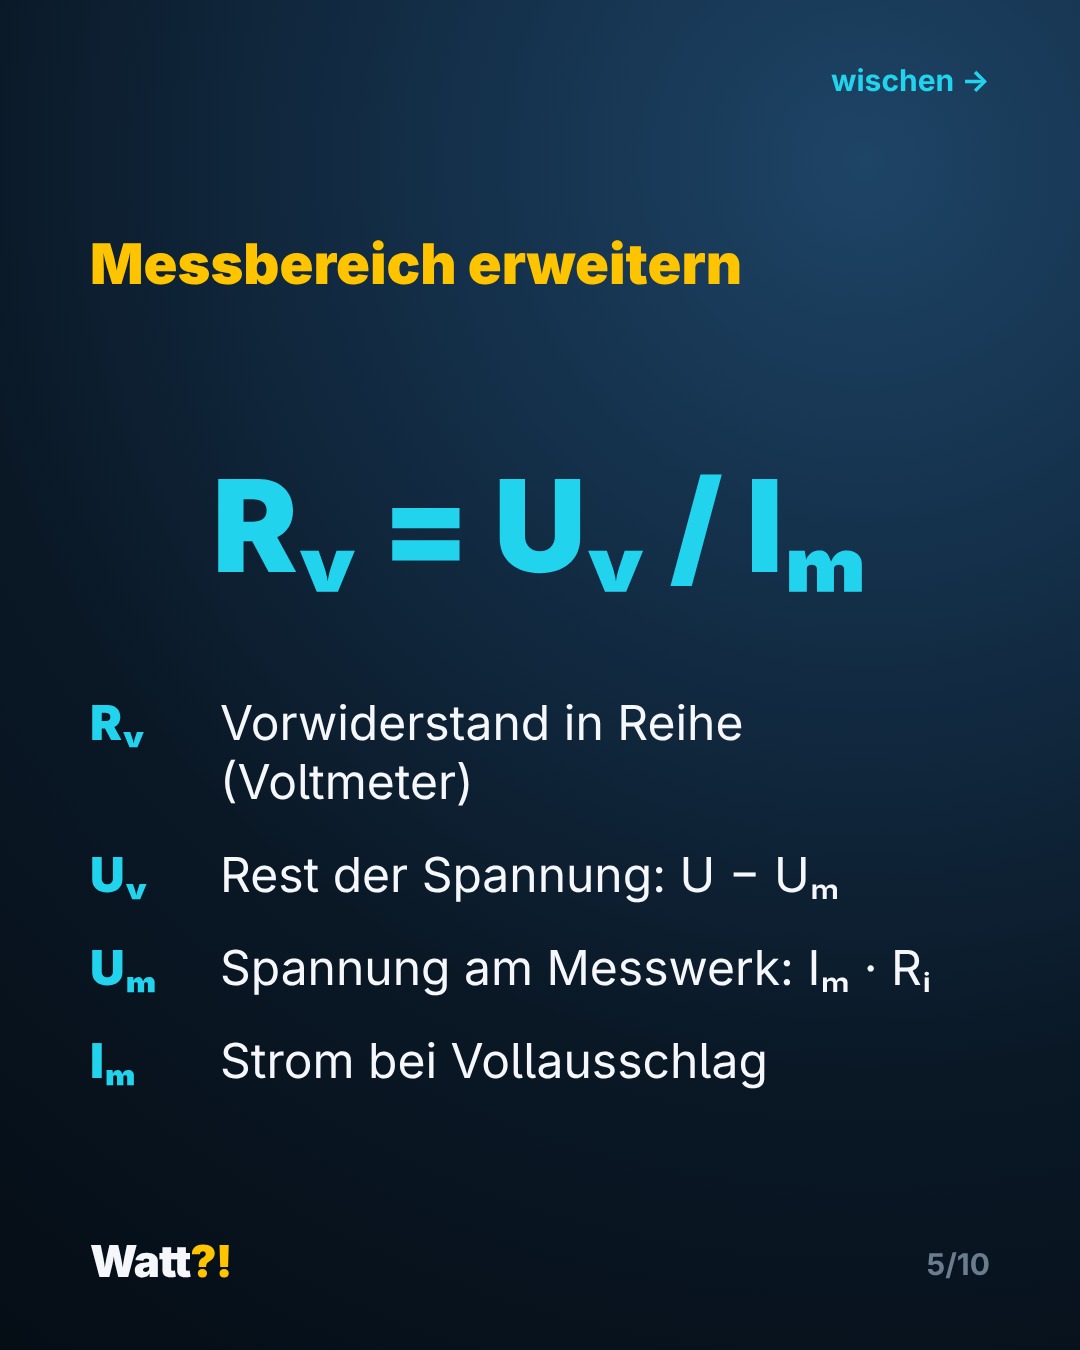 wischen →
Messbereich erweitern
Rᵥ = Uᵥ / Iₘ
Rᵥ Vorwiderstand in Reihe
(Voltmeter)
Uᵥ Rest der Spannung: U − Uₘ
Uₘ Spannung am Messwerk: Iₘ · Rᵢ
Iₘ Strom bei Vollausschlag
Watt?!
5/10